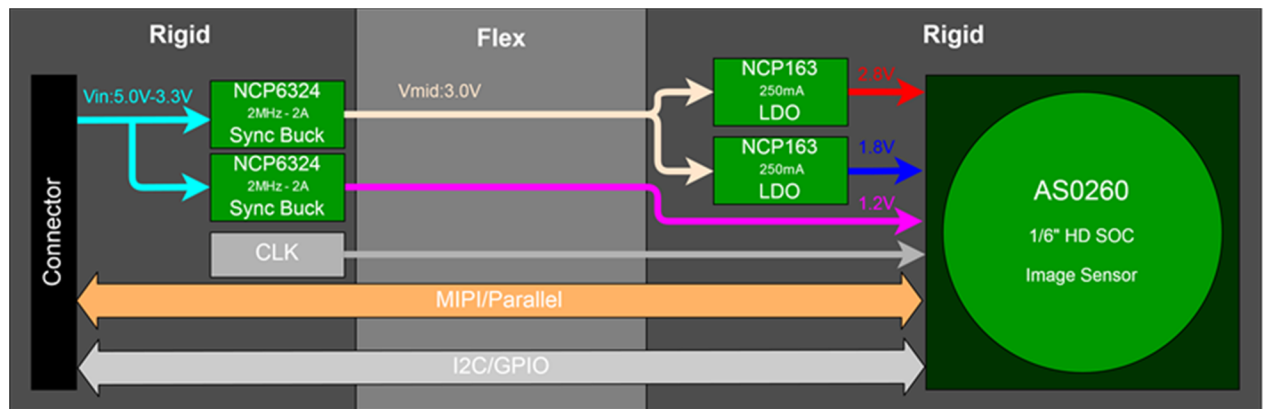 Rigid
Flex
Rigid
Connector
Vin:5.0V-3.3V
NCP6324
2MHz - 2A
Sync Buck
NCP6324
2MHz - 2A
Sync Buck
CLK
Vmid:3.0V
NCP163
250mA
LDO
NCP163
250mA
LDO
2.8V
1.8V
1.2V
AS0260
1/6" HD SOC
Image Sensor
MIPI/Parallel
I2C/GPIO